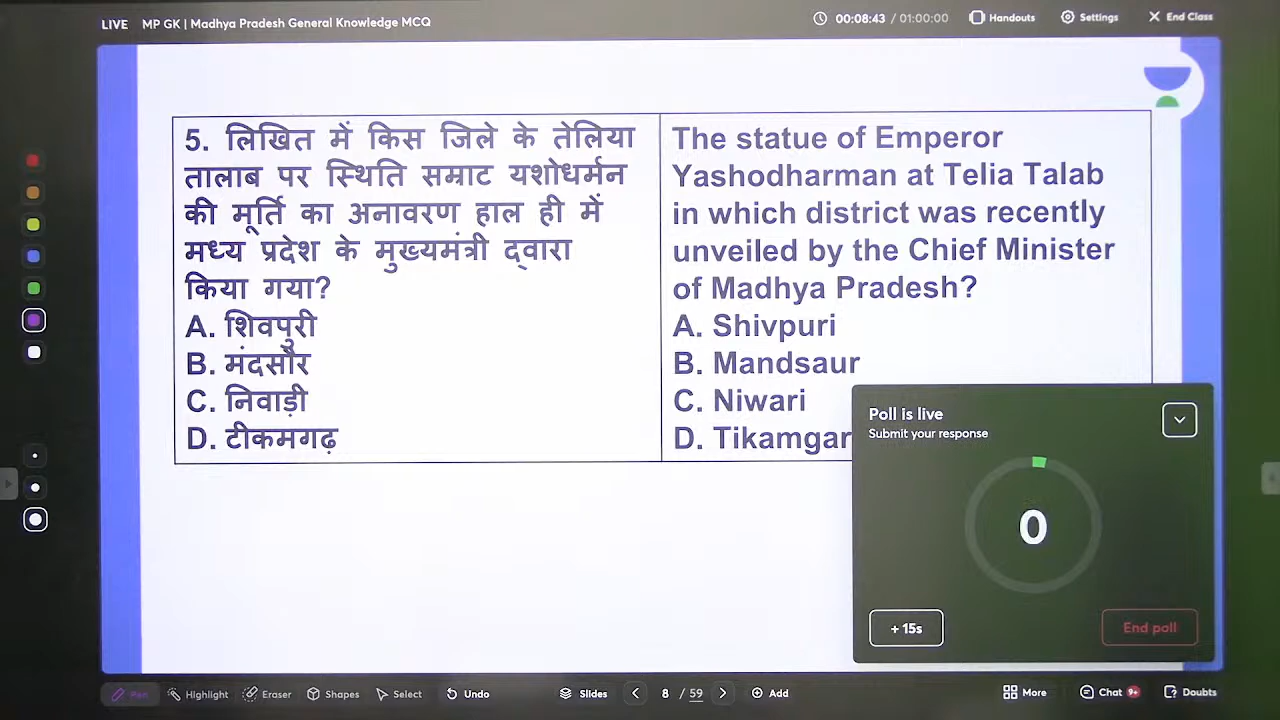 LIVE MP GK | Madhya Pradesh General Knowledge MCQ
00:08:43 / 01:00:00
Handouts
Settings
End Class
5. लिखित में किस जिले के तेलिया
तालाब पर स्थिति सम्राट यशोधर्मन
की मूर्ति का अनावरण हाल ही में
मध्य प्रदेश के मुख्यमंत्री द्वारा
किया गया?
A. शिवपुरी
B. मंदसौर
C. निवाड़ी
D. टीकमगढ़
The statue of Emperor
Yashodharman at Telia Talab
in which district was recently
unveiled by the Chief Minister
of Madhya Pradesh?
A. Shivpuri
B. Mandsaur
C. Niwari
D. Tikamgar
Poll is live
Submit your response
0
+ 15s
End poll
Pen
Highlight
Eraser
Shapes
Select
Undo
Slides
8 / 59
Add
More
Chat 9+
Doubts